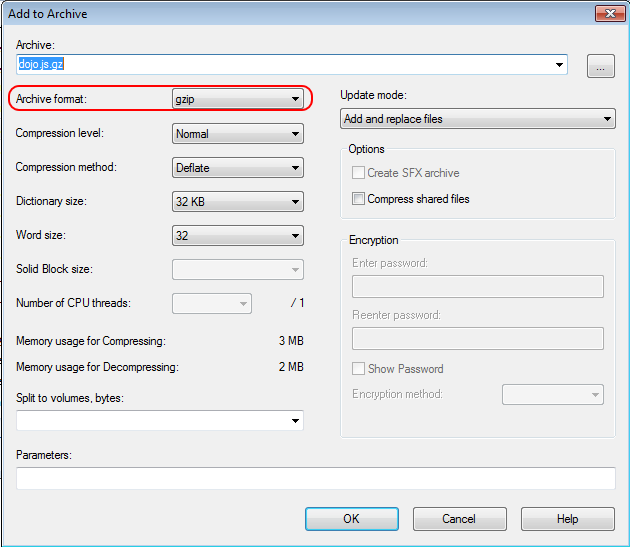 Add to Archive
Archive:
dojo.js.gz
...
Archive format: gzip
Update mode:
Add and replace files
Compression level: Normal
Options
Compression method: Deflate
Create SFX archive
Dictionary size: 32 KB
Compress shared files
Word size: 32
Encryption
Solid Block size:
Enter password:
Number of CPU threads: / 1
Reenter password:
Memory usage for Compressing: 3 MB
Memory usage for Decompressing: 2 MB
Show Password
Split to volumes, bytes:
Encryption method:
Parameters:
OK Cancel Help